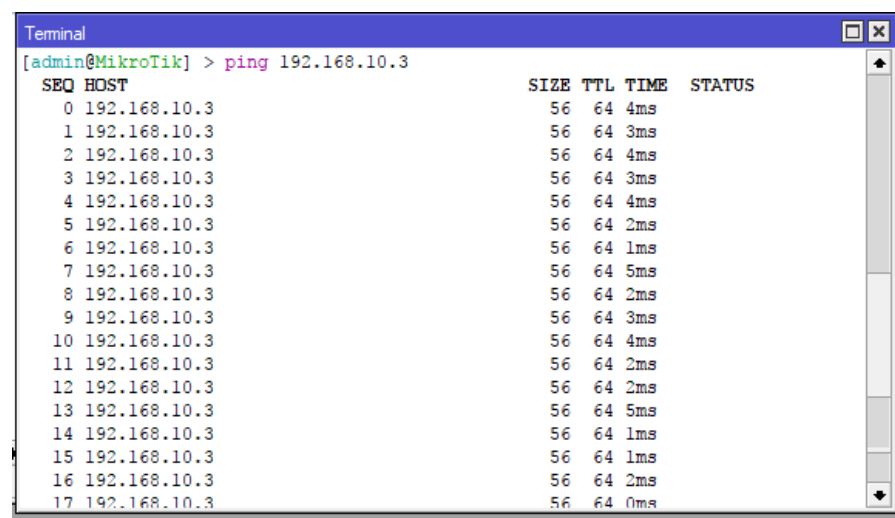 Terminal
[admin@MikroTik] > ping 192.168.10.3
SEQ HOST SIZE TTL TIME STATUS
0 192.168.10.3 56 64 4ms
1 192.168.10.3 56 64 3ms
2 192.168.10.3 56 64 4ms
3 192.168.10.3 56 64 3ms
4 192.168.10.3 56 64 4ms
5 192.168.10.3 56 64 2ms
6 192.168.10.3 56 64 1ms
7 192.168.10.3 56 64 5ms
8 192.168.10.3 56 64 2ms
9 192.168.10.3 56 64 3ms
10 192.168.10.3 56 64 4ms
11 192.168.10.3 56 64 2ms
12 192.168.10.3 56 64 2ms
13 192.168.10.3 56 64 5ms
14 192.168.10.3 56 64 1ms
15 192.168.10.3 56 64 1ms
16 192.168.10.3 56 64 2ms
17 192.168.10.3 56 64 0ms